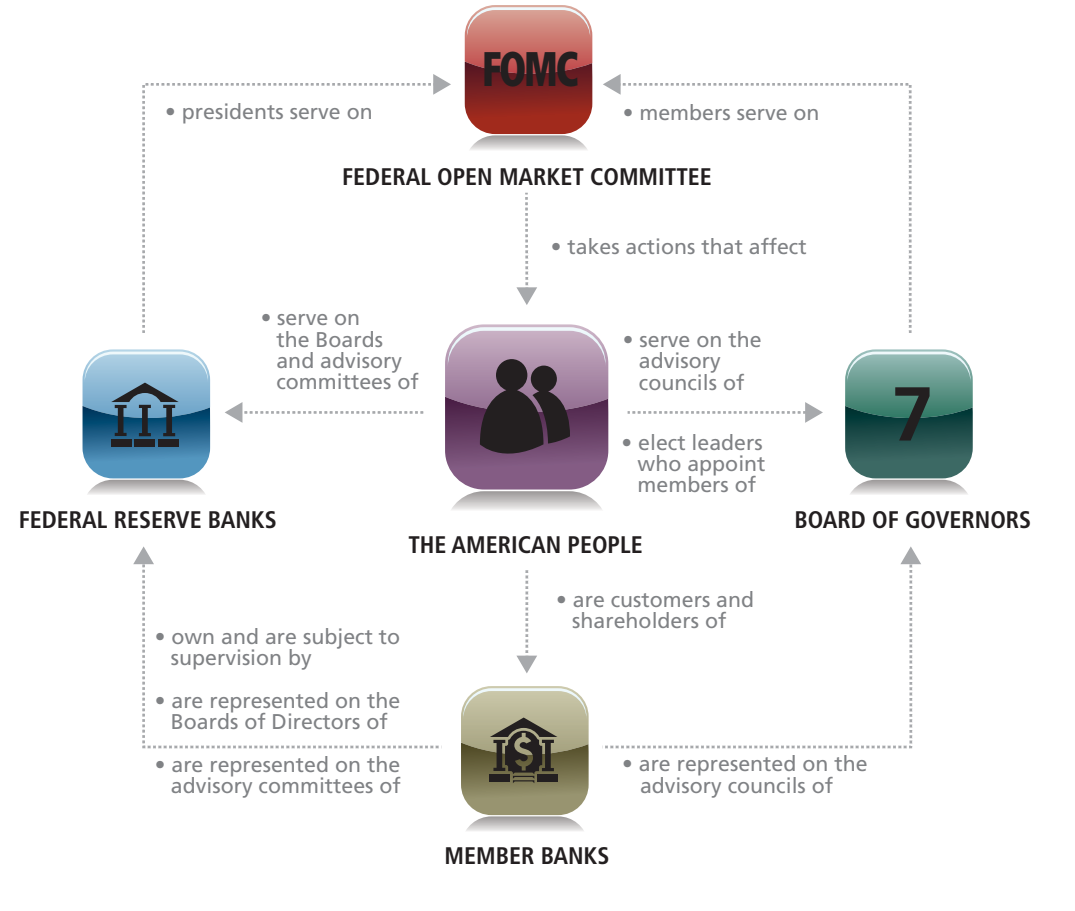 FOMC
• presidents serve on
• members serve on
FEDERAL OPEN MARKET COMMITTEE
• takes actions that affect
• serve on
the Boards
and advisory
committees of
• serve on the
advisory
councils of
7
• elect leaders
who appoint
members of
FEDERAL RESERVE BANKS
BOARD OF GOVERNORS
THE AMERICAN PEOPLE
• are customers and
shareholders of
• own and are subject to
supervision by
• are represented on the
Boards of Directors of
• are represented on the
advisory committees of
$
• are represented on the
advisory councils of
MEMBER BANKS